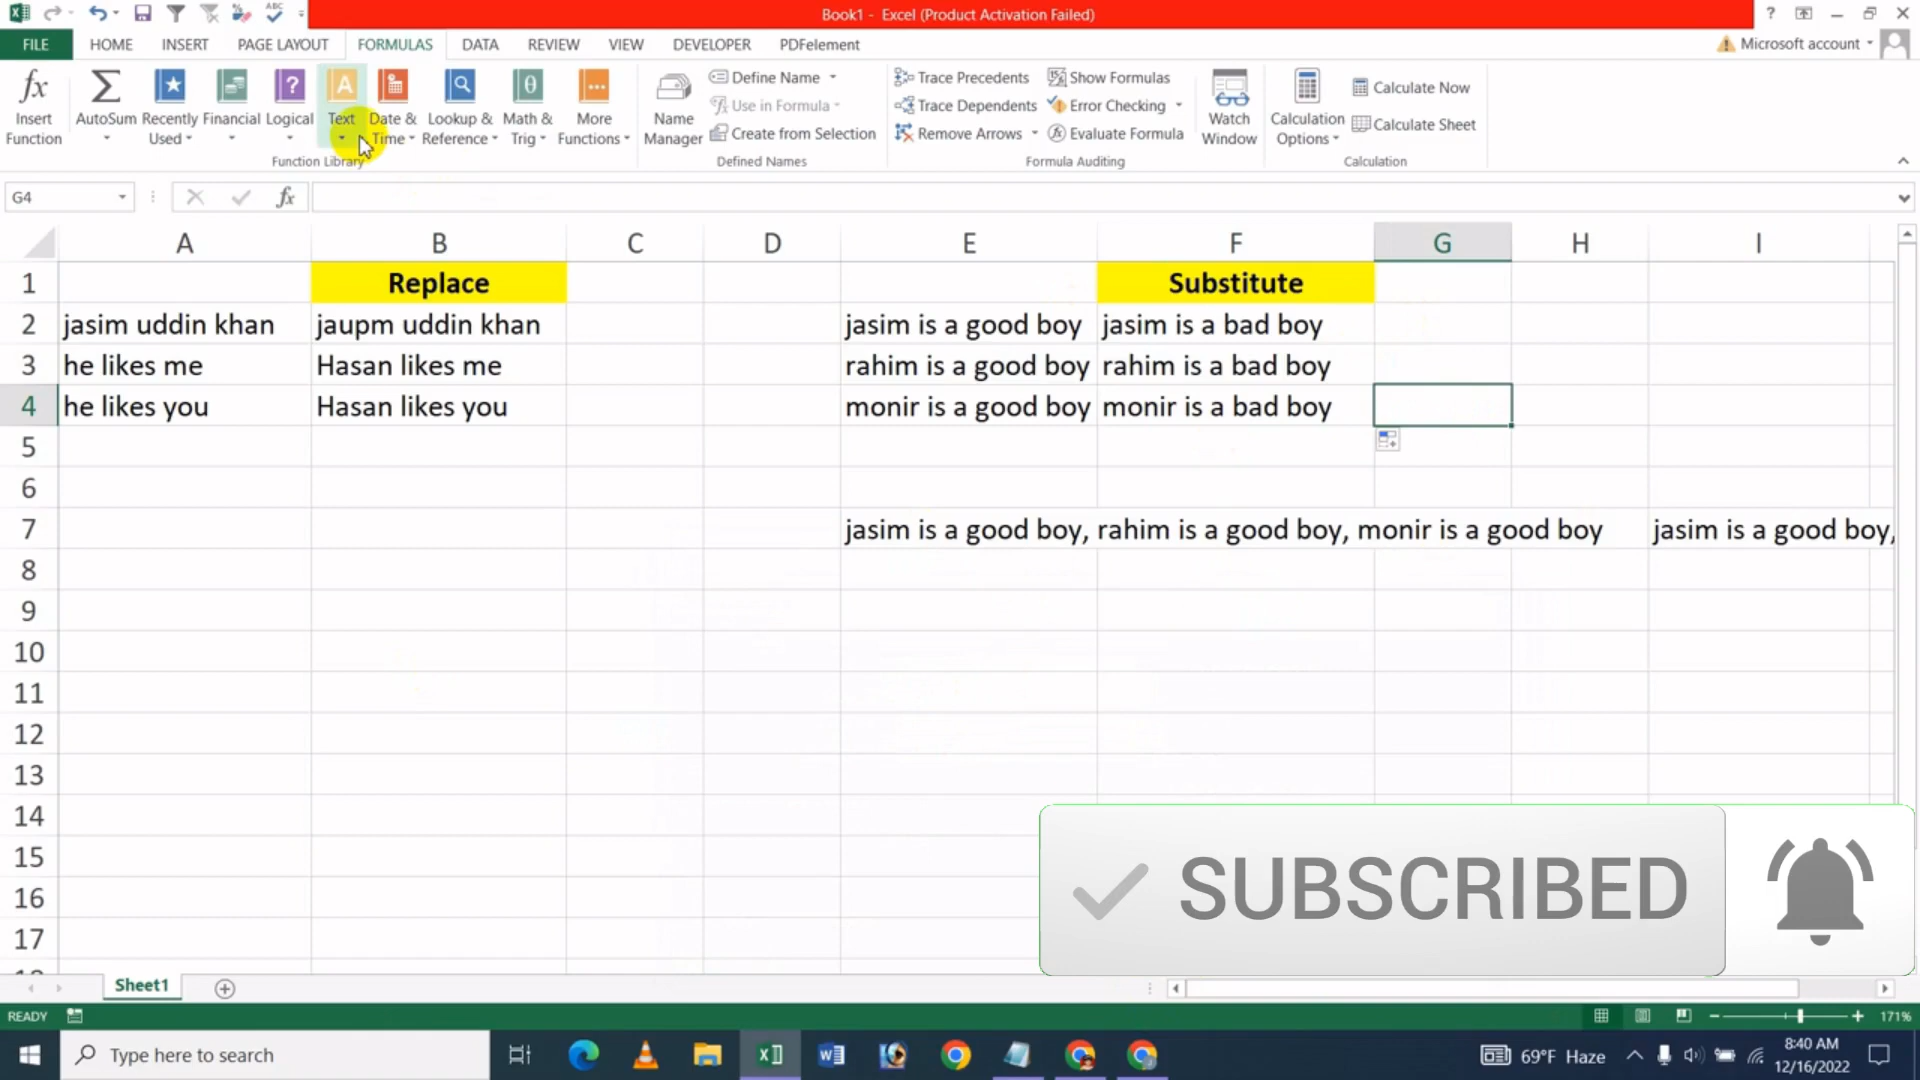 Book1 - Excel (Product Activation Failed)
?
FILE HOME INSERT PAGE LAYOUT FORMULAS DATA REVIEW VIEW DEVELOPER PDFelement Microsoft account
fx Insert Function
AutoSum
Recently Used
Financial
Logical
Text
Date & Time
Lookup & Reference
Math & Trig
More Functions
Function Library
Name Manager
Define Name
Use in Formula
Create from Selection
Defined Names
Trace Precedents
Trace Dependents
Remove Arrows
Show Formulas
Error Checking
Evaluate Formula
Formula Auditing
Watch Window
Calculation Options
Calculate Now
Calculate Sheet
Calculation
G4 fx
A B C D E F G H I
1 Replace Substitute
2 jasim uddin khan jaupm uddin khan jasim is a good boy jasim is a bad boy
3 he likes me Hasan likes me rahim is a good boy rahim is a bad boy
4 he likes you Hasan likes you monir is a good boy monir is a bad boy
5
6
7 jasim is a good boy, rahim is a good boy, monir is a good boy jasim is a good boy,
8
9
10
11
12
13
14
15
16
17
SUBSCRIBED
Sheet1
READY 171%
Type here to search
69°F Haze
8:40 AM
12/16/2022